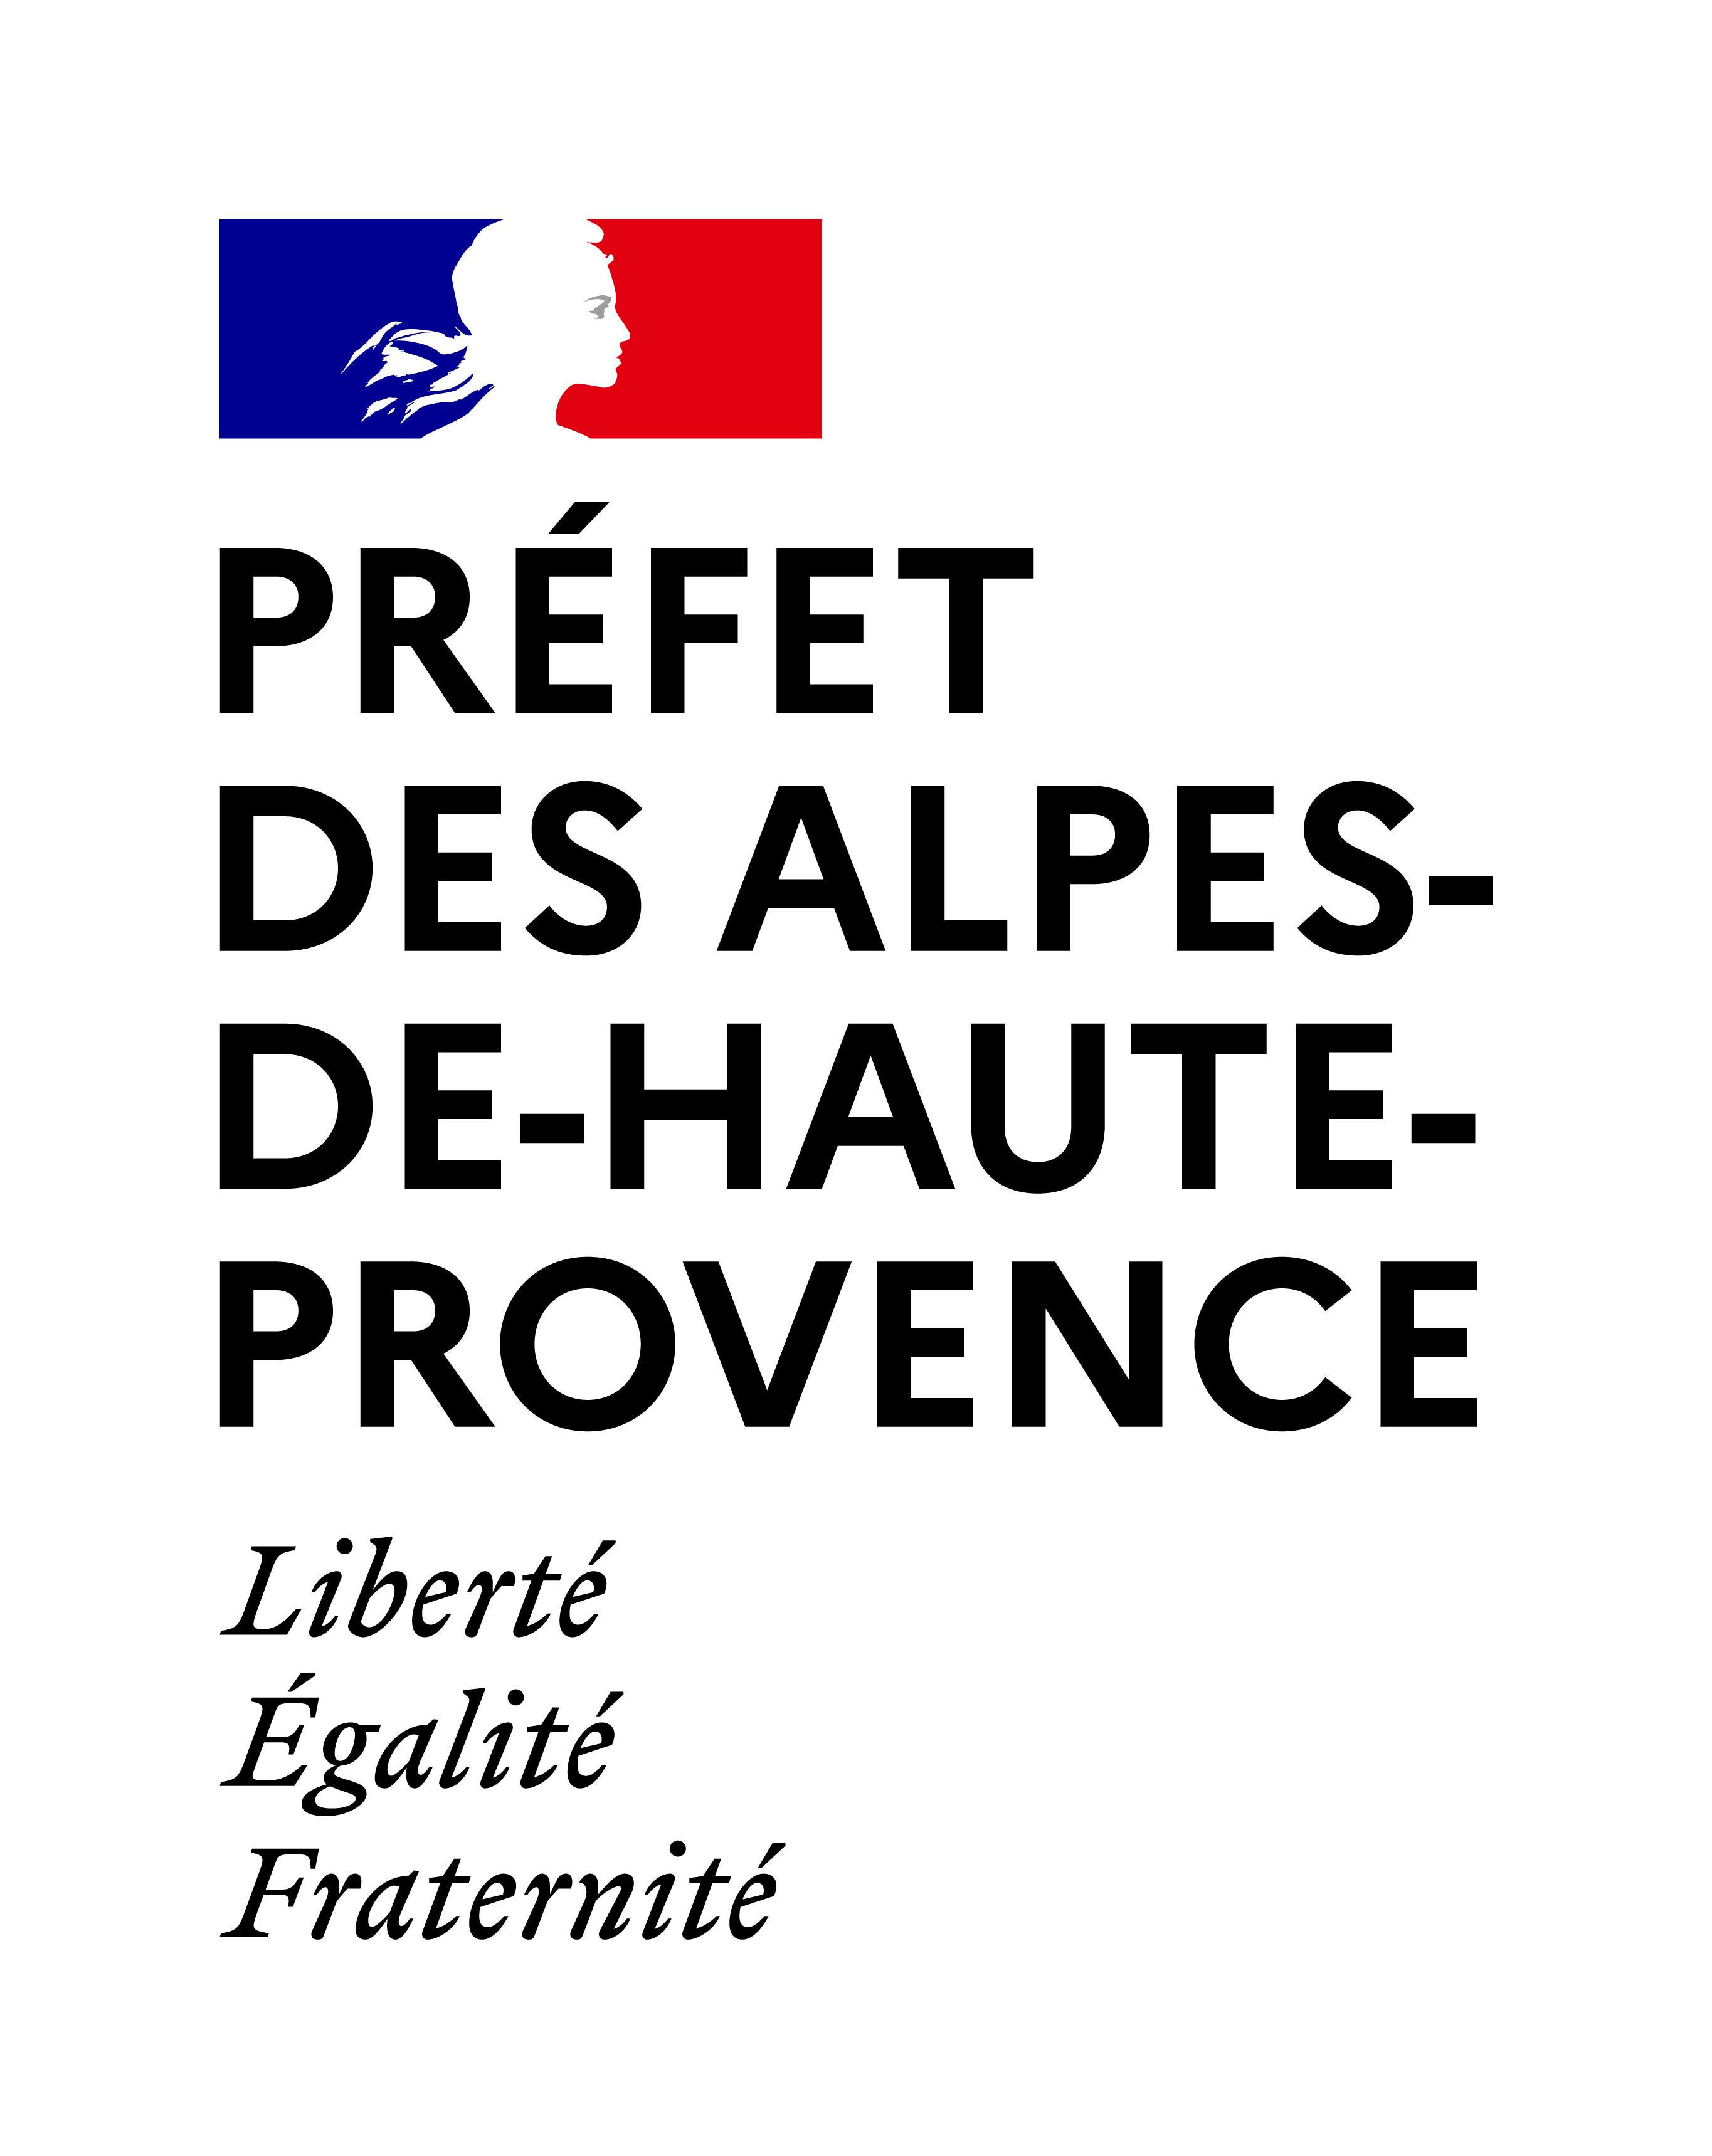 PRÉFET
DES ALPES-
DE-HAUTE-
PROVENCE
Liberté
Égalité
Fraternité